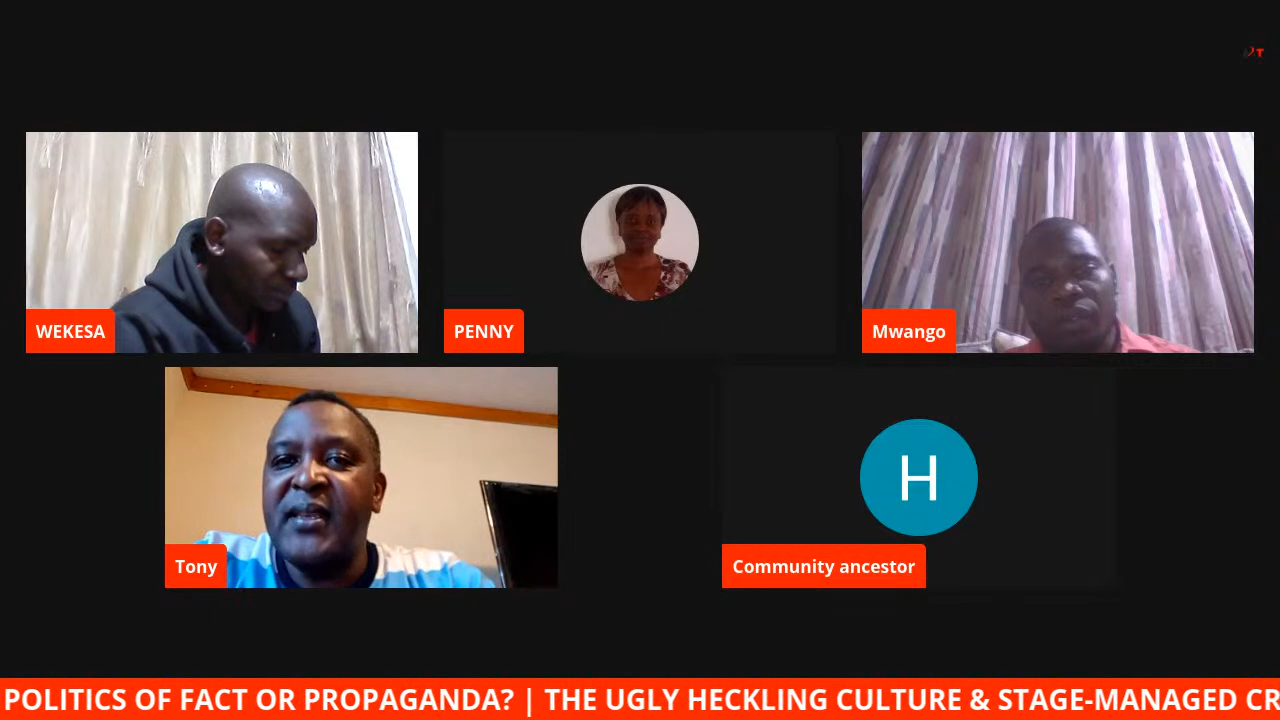 WEKESA
PENNY
Mwango
Tony
H
Community ancestor
POLITICS OF FACT OR PROPAGANDA? | THE UGLY HECKLING CULTURE & STAGE-MANAGED CR